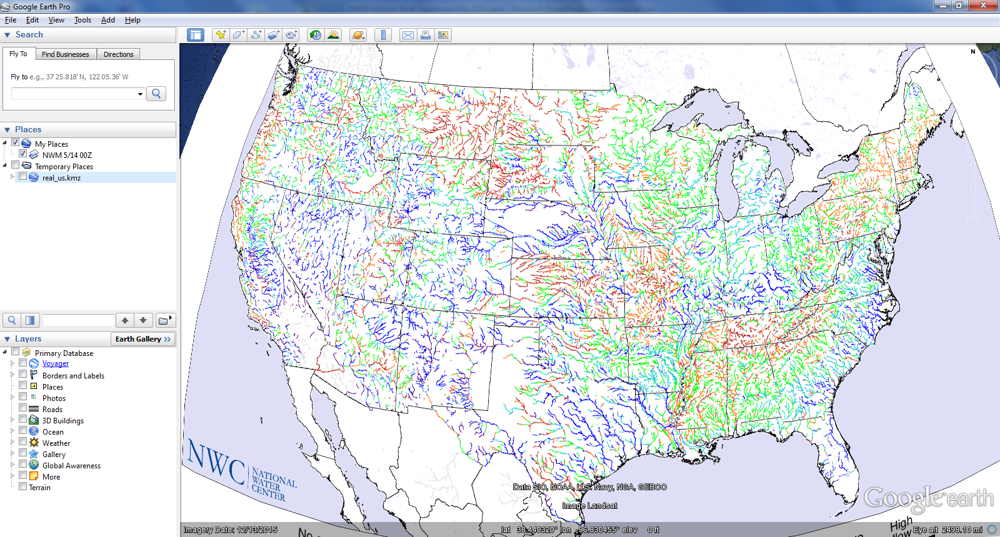 Google Earth Pro
File Edit View Tools Add Help
Search
Fly To Find Businesses Directions
Fly to e.g., 37 25.818' N, 122 05.36' W
Places
My Places
NWM 5/14 00Z
Temporary Places
real_us.kmz
Layers
Earth Gallery >>
Primary Database
Voyager
Borders and Labels
Places
Photos
Roads
3D Buildings
Ocean
Weather
Gallery
Global Awareness
More
Terrain
N
NWC
NATIONAL
WATER
CENTER
Data SIO, NOAA, U.S. Navy, NGA, GEBCO
Image Landsat
Google earth
High
flow
No
Imagery Date: 12/13/2015 lat 38.440320° lon -96.830455° elev 0 ft Eye alt 2498.10 mi